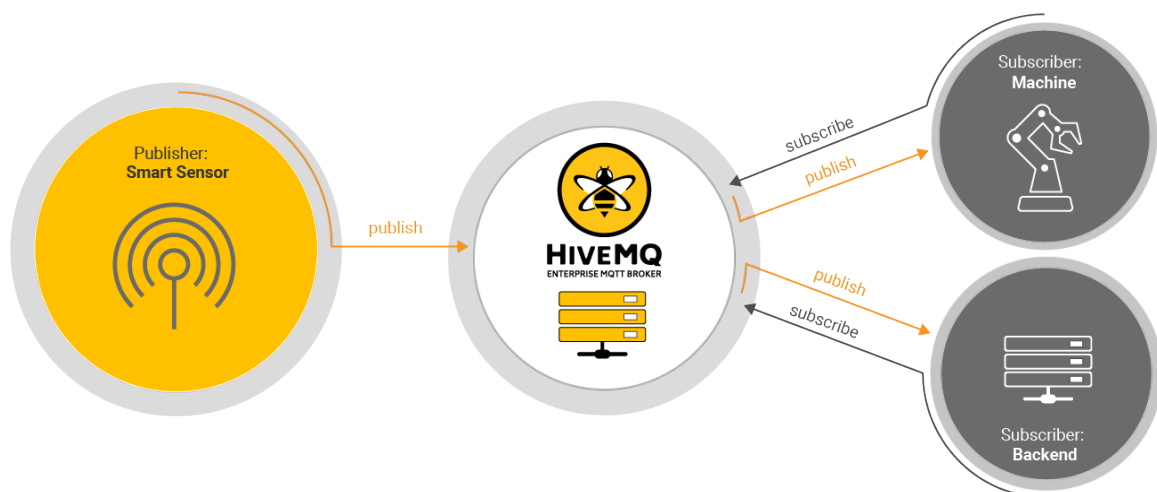 Publisher:
Smart Sensor
publish
HIVEMQ
ENTERPRISE MQTT BROKER
subscribe
publish
Subscriber:
Machine
publish
subscribe
Subscriber:
Backend